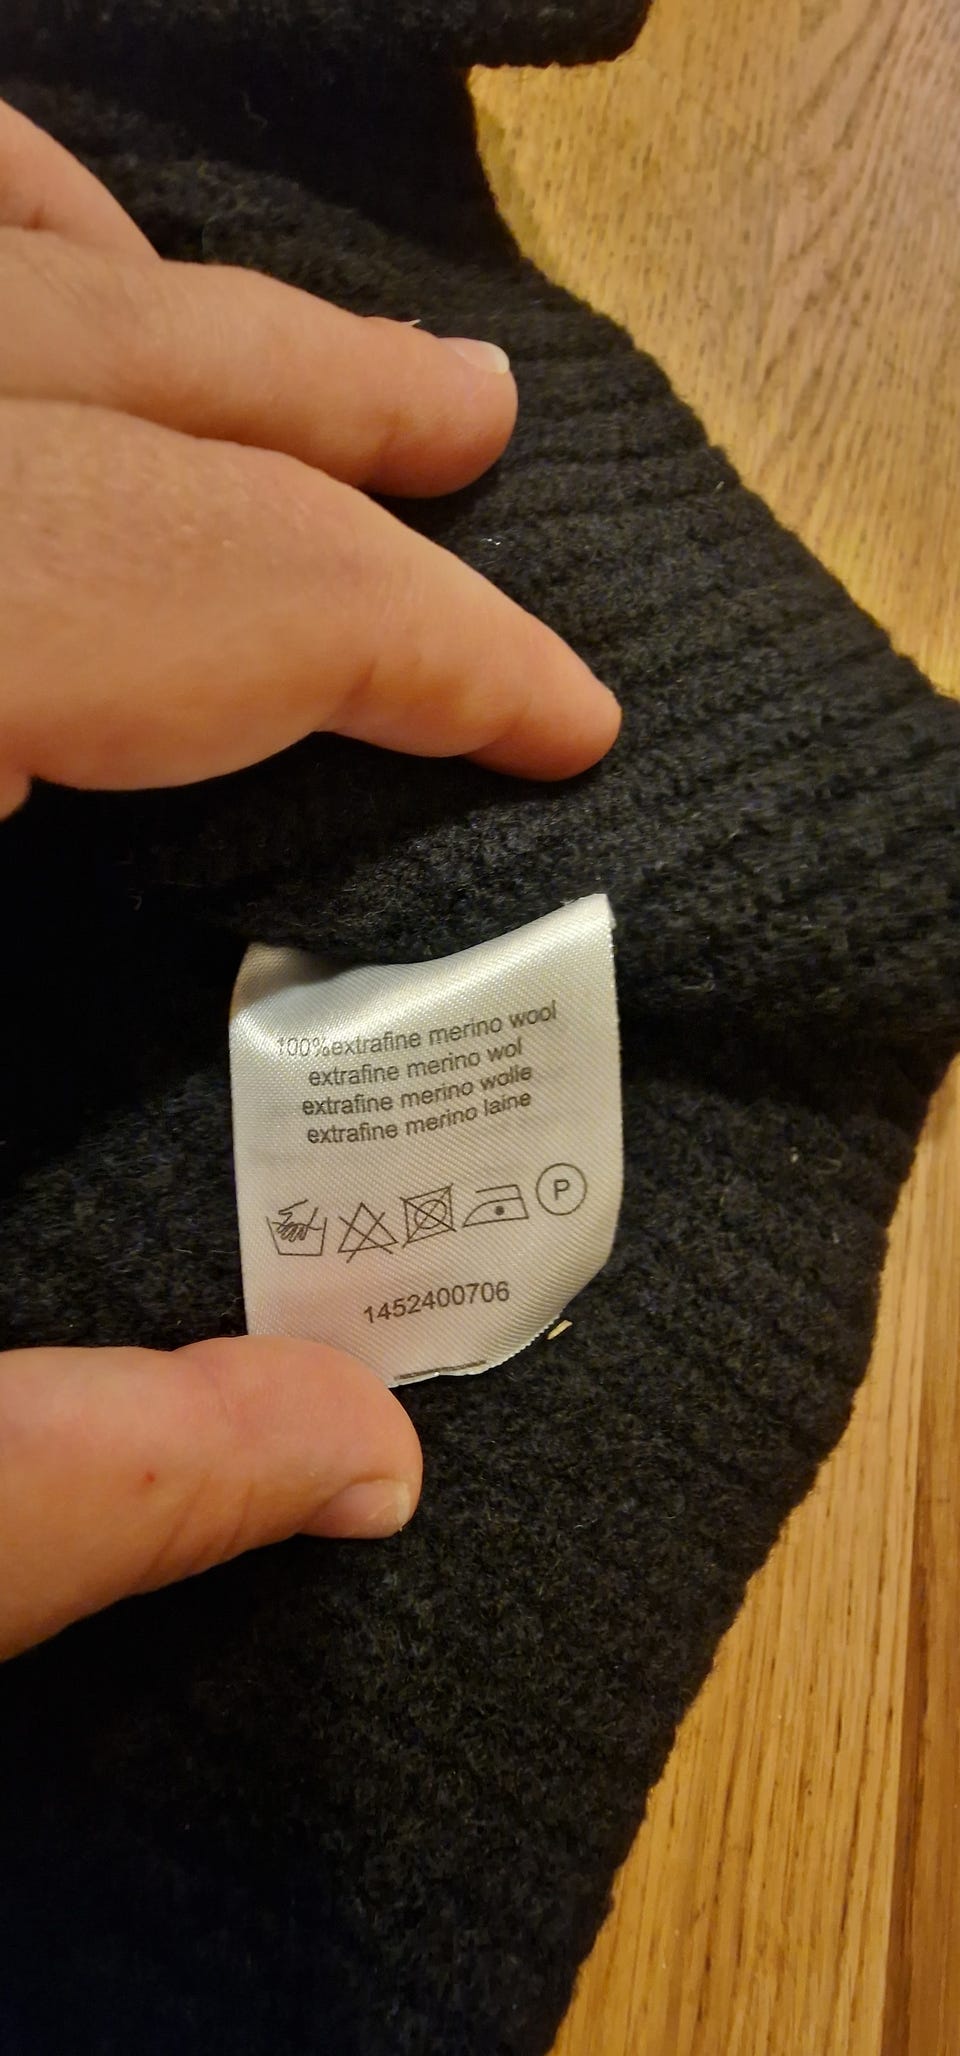 100%extrafine merino wool
extrafine merino wol
extrafine merino wolle
extrafine merino laine
P
1452400706